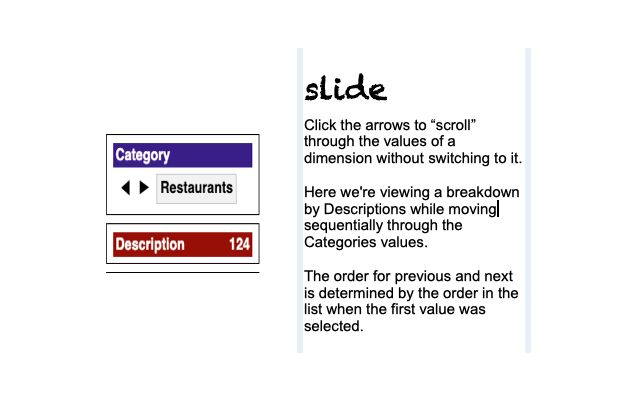 Category
Restaurants
Description 124
slide
Click the arrows to “scroll”
through the values of a
dimension without switching to it.
Here we're viewing a breakdown
by Descriptions while moving
sequentially through the
Categories values.
The order for previous and next
is determined by the order in the
list when the first value was
selected.